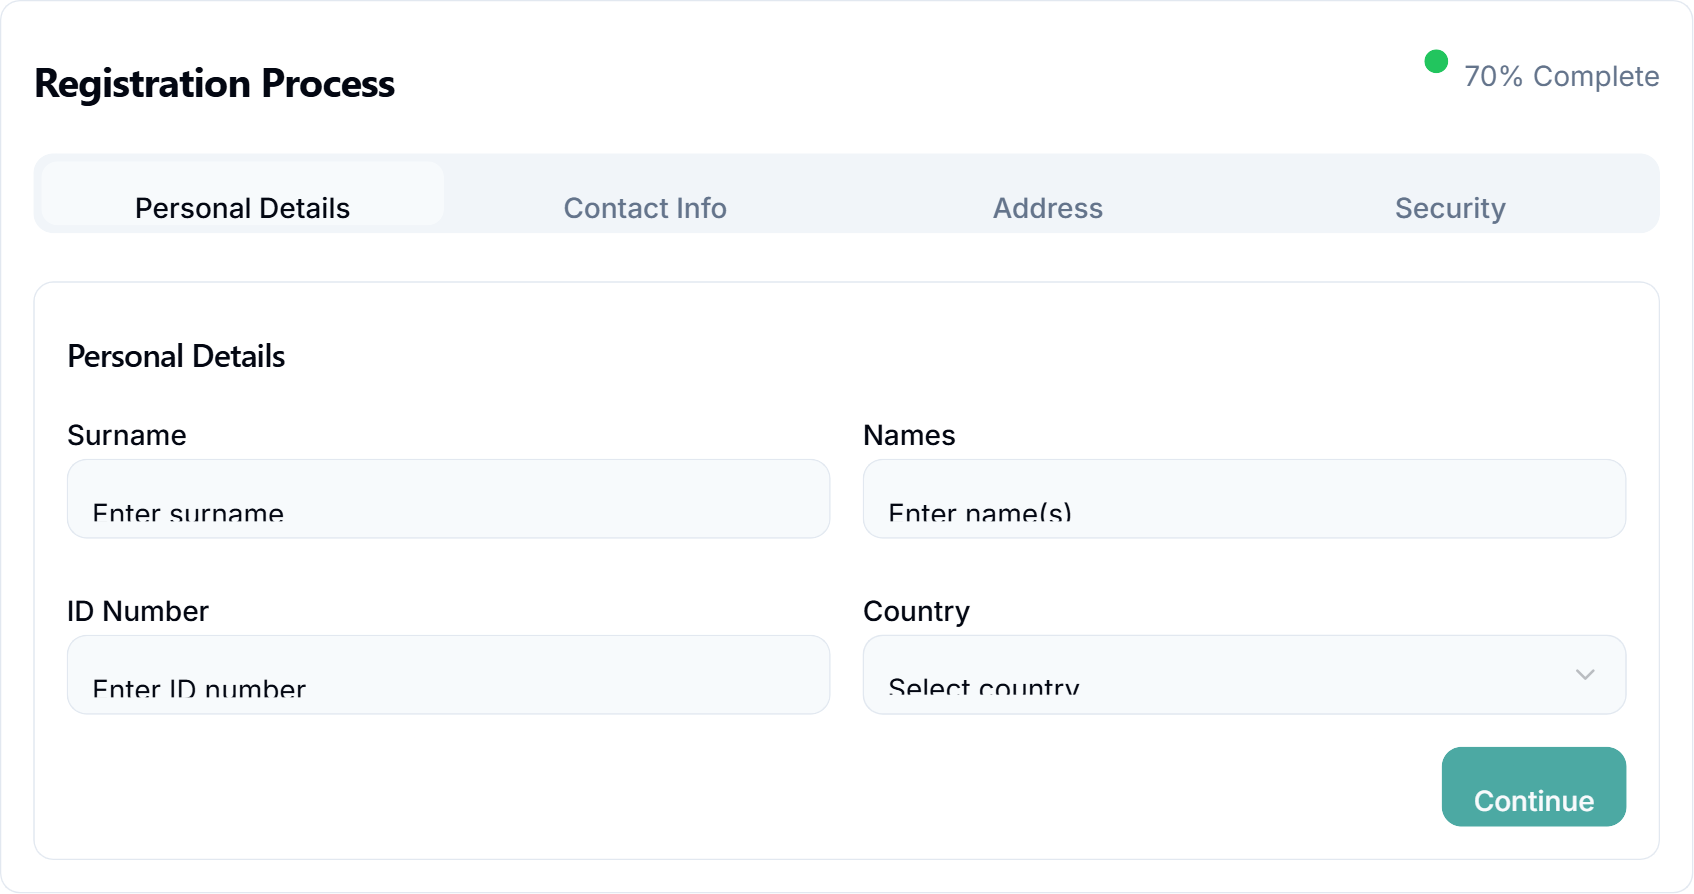 Registration Process
70% Complete
Personal Details
Contact Info
Address
Security
Personal Details
Surname
Names
Enter surname
Enter name(s)
ID Number
Country
Enter ID number
Select country
Continue